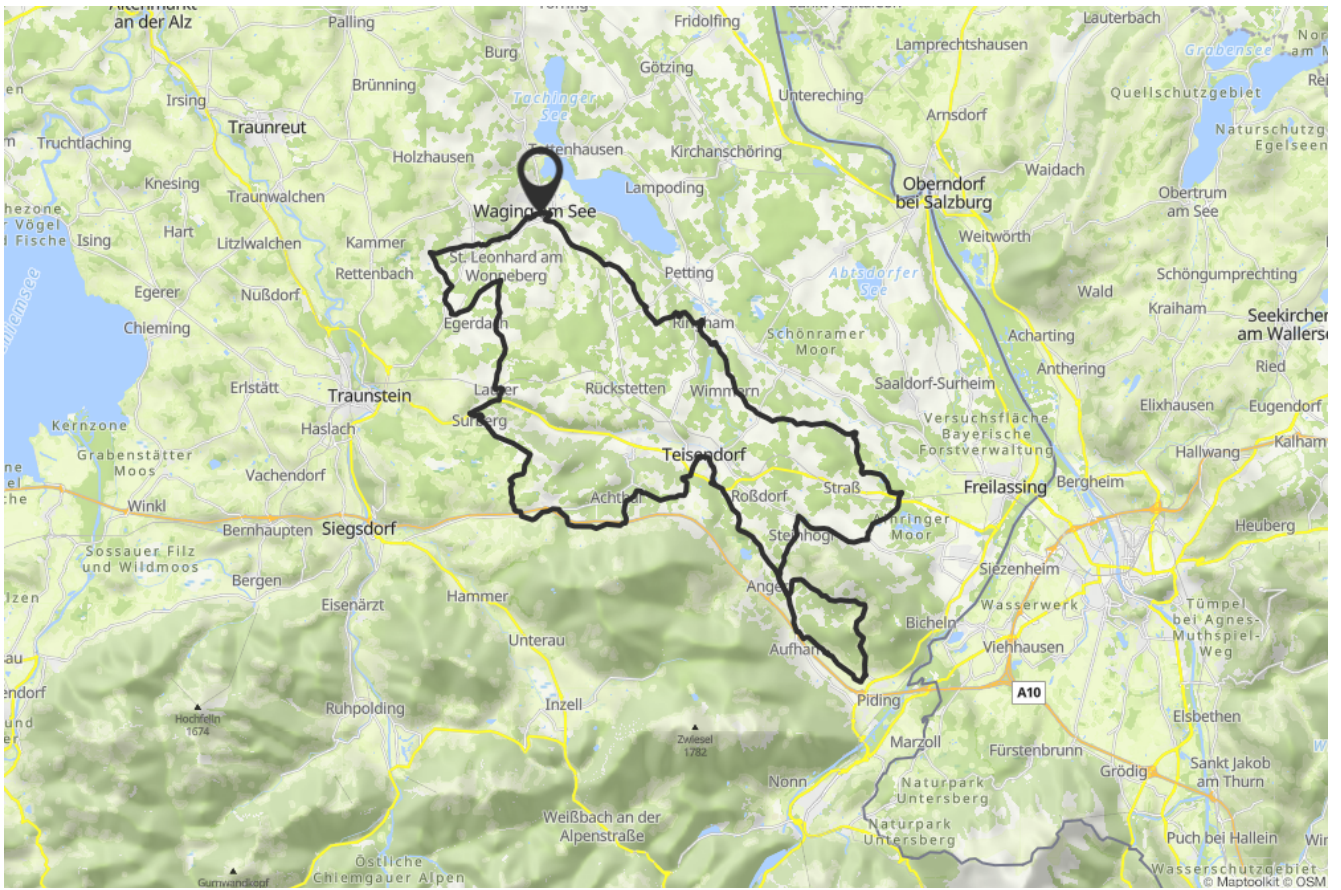 Altenmarkt
an der Alz
Palling
Fridolfing
Lauterbach
Burg
Götzing
Lamprechtshausen
Grabensee
Brünning
Irsing
Tachinger
See
Untereching
Quellschutzgebiet
Arnsdorf
Traunreut
Truchtlaching
Holzhausen
Tettenhausen
Kirchanschöring
Naturschutzg
Egelseen
Waidach
Knesing
Traunwalchen
Lampoding
Oberndorf
bei Salzburg
Obertrum
am See
Hart
Waging am See
Ising
Litzlwalchen
Kammer
Weitwörth
St. Leonhard am
Wonneberg
Rettenbach
Petting
Abtsdorfer
See
Schöngumprechting
Egerer
Nußdorf
Wald
Kraiham
Chieming
Egerdach
Ringham
Schönramer
Moor
Acharting
Seekirchen
am Wallerse
Anthering
Ried
Erlstätt
Traunstein
Lauter
Rückstetten
Wimmern
Saaldorf-Surheim
Elixhausen
Eugendorf
Kernzone
Haslach
Surberg
Versuchsfläche
Bayerische
Forstverwaltung
Grabenstätter
Moos
Teisendorf
Hallwang
Kalham
Vachendorf
Winkl
Achthal
Roßdorf
Straß
Freilassing
Bergheim
Bernhaupten
Siegsdorf
Ainringer
Moor
Heuberg
Sossauer Filz
und Wildmoos
Steinhögl
Siezenheim
Bergen
Hammer
Anger
Eisenärzt
Wasserwerk
Tümpel
bei Agnes-
Muthspiel-
Weg
Bicheln
Unterau
Aufham
Viehhausen
A10
Piding
Inzell
Ruhpolding
Hochfelln
1674
Elsbethen
Zwiesel
1782
Marzoll
Fürstenbrunn
Sankt Jakob
am Thurn
Grödig
Nonn
Naturpark
Untersberg
Weißbach an der
Alpenstraße
Naturpark
Untersberg
Puch bei Hallein
Östliche
Chiemgauer Alpen
Gurnwandkopf
Wasserschutzgebiet
© Maptoolkit © OSM